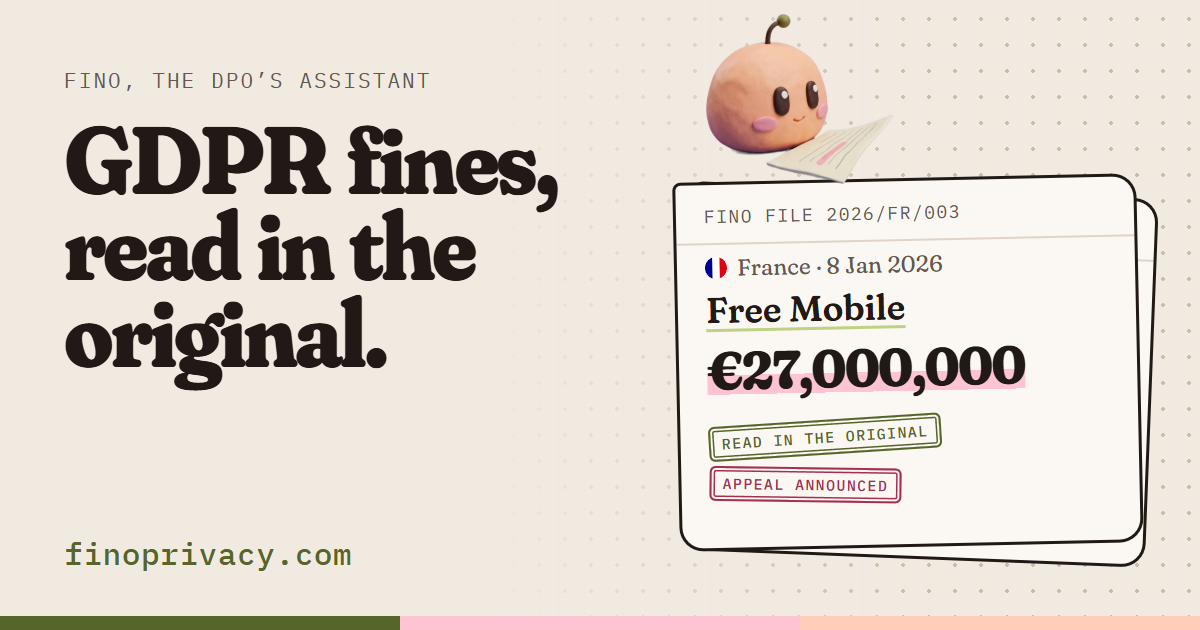 FINO, THE DPO’S ASSISTANT
GDPR fines,
read in the
original.
finoprivacy.com
FINO FILE 2026/FR/003
France · 8 Jan 2026
Free Mobile
€27,000,000
READ IN THE ORIGINAL
APPEAL ANNOUNCED